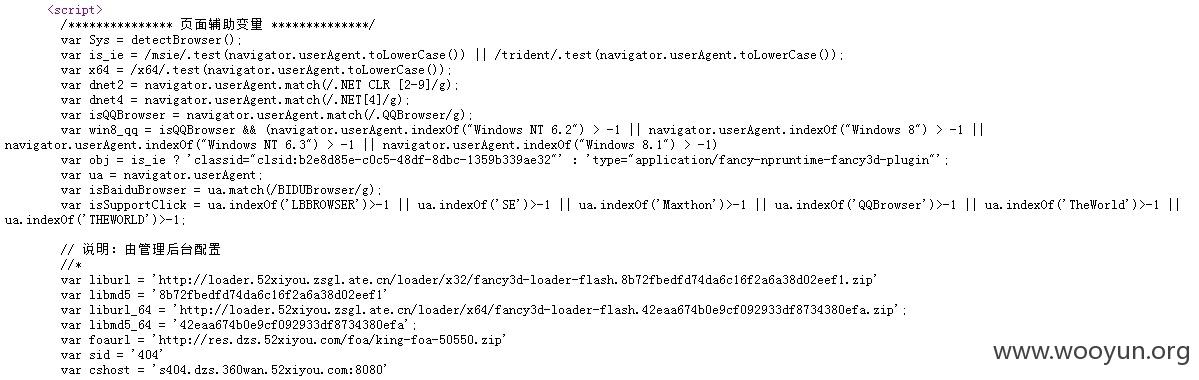 <script>
/*************** 页面辅助变量 **************/
var Sys = detectBrowser();
var is_ie = /msie/.test(navigator.userAgent.toLowerCase()) || /trident/.test(navigator.userAgent.toLowerCase());
var x64 = /x64/.test(navigator.userAgent.toLowerCase());
var dnet2 = navigator.userAgent.match(/.NET CLR [2-9]/g);
var dnet4 = navigator.userAgent.match(/.NET[4]/g);
var isQQBrowser = navigator.userAgent.match(/.QQBrowser/g);
var win8_qq = isQQBrowser && (navigator.userAgent.indexOf("Windows NT 6.2") > -1 || navigator.userAgent.indexOf("Windows 8") > -1 ||
navigator.userAgent.indexOf("Windows NT 6.3") > -1 || navigator.userAgent.indexOf("Windows 8.1") > -1)
var obj = is_ie ? 'classid="clsid:b2e8d85e-c0c5-48df-8dbc-1359b339ae32"' : 'type="application/fancy-npruntime-fancy3d-plugin"';
var ua = navigator.userAgent;
var isBaiduBrowser = ua.match(/BIDUBrowser/g);
var isSupportClick = ua.indexOf('LBBROWSER')>-1 || ua.indexOf('SE')>-1 || ua.indexOf('Maxthon')>-1 || ua.indexOf('QQBrowser')>-1 || ua.indexOf('TheWorld')>-1 ||
ua.indexOf('THEWORLD')>-1;
// 说明：由管理后台配置
//*
var liburl = 'http://loader.52xiyou.zsgl.ate.cn/loader/x32/fancy3d-loader-flash.8b72fbedfd74da6c16f2a6a38d02eef1.zip'
var libmd5 = '8b72fbedfd74da6c16f2a6a38d02eef1'
var liburl_64 = 'http://loader.52xiyou.zsgl.ate.cn/loader/x64/fancy3d-loader-flash.42eaa674b0e9cf092933df8734380efa.zip';
var libmd5_64 = '42eaa674b0e9cf092933df8734380efa';
var foaurl = 'http://res.dzs.52xiyou.com/foa/king-foa-50550.zip'
var sid = '404'
var cshost = 's404.dzs.360wan.52xiyou.com:8080'
www.wooyun.org